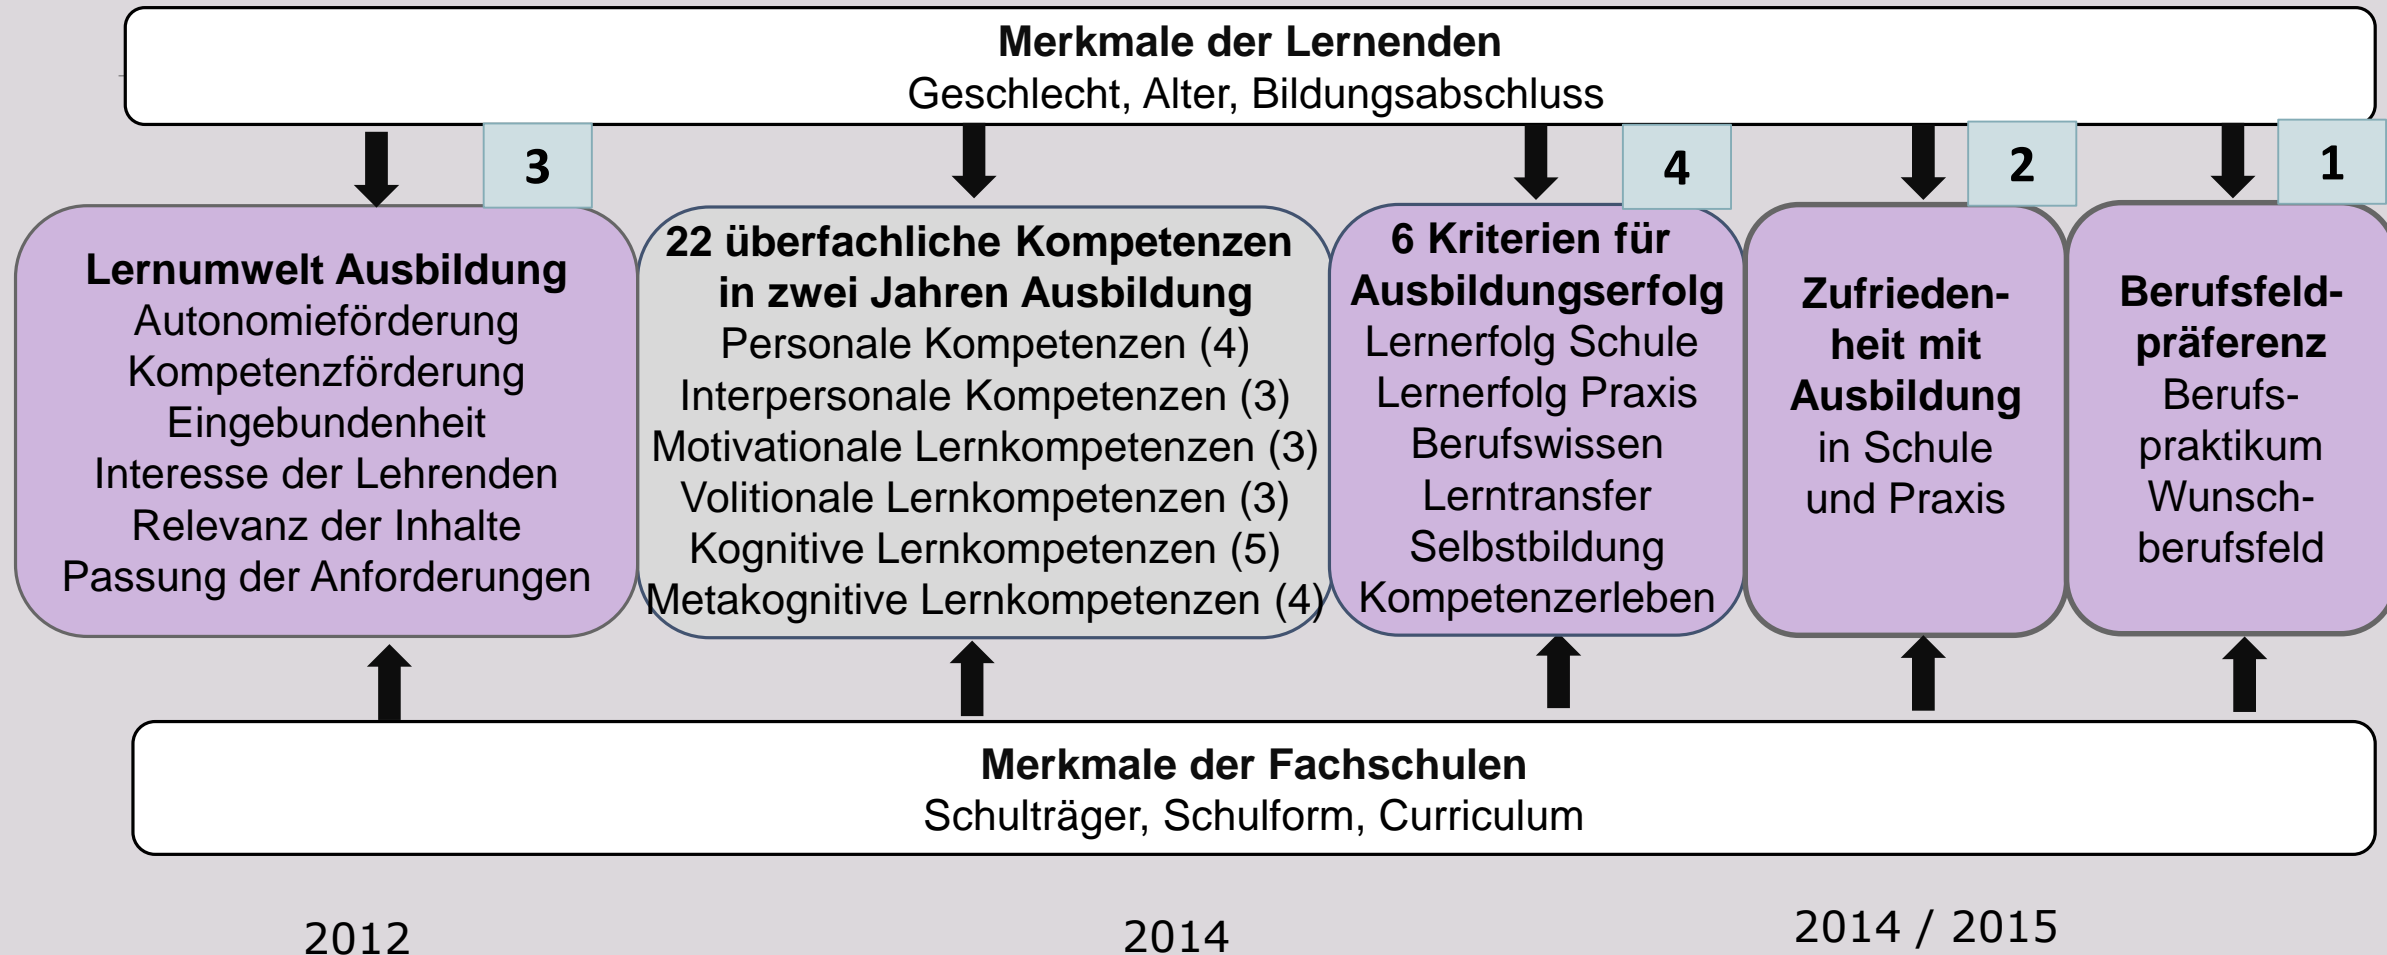 Merkmale der Lernenden
Geschlecht, Alter, Bildungsabschluss
3
4
2
1
Lernumwelt Ausbildung
Autonomieförderung
Kompetenzförderung
Eingebundenheit
Interesse der Lehrenden
Relevanz der Inhalte
Passung der Anforderungen
22 überfachliche Kompetenzen
in zwei Jahren Ausbildung
Personale Kompetenzen (4)
Interpersonale Kompetenzen (3)
Motivationale Lernkompetenzen (3)
Volitionale Lernkompetenzen (3)
Kognitive Lernkompetenzen (5)
Metakognitive Lernkompetenzen (4)
6 Kriterien für
Ausbildungserfolg
Lernerfolg Schule
Lernerfolg Praxis
Berufswissen
Lerntransfer
Selbstbildung
Kompetenzerleben
Zufrieden-
heit mit
Ausbildung
in Schule
und Praxis
Berufsfeld-
präferenz
Berufs-
praktikum
Wunsch-
berufsfeld
Merkmale der Fachschulen
Schulträger, Schulform, Curriculum
2012
2014
2014 / 2015